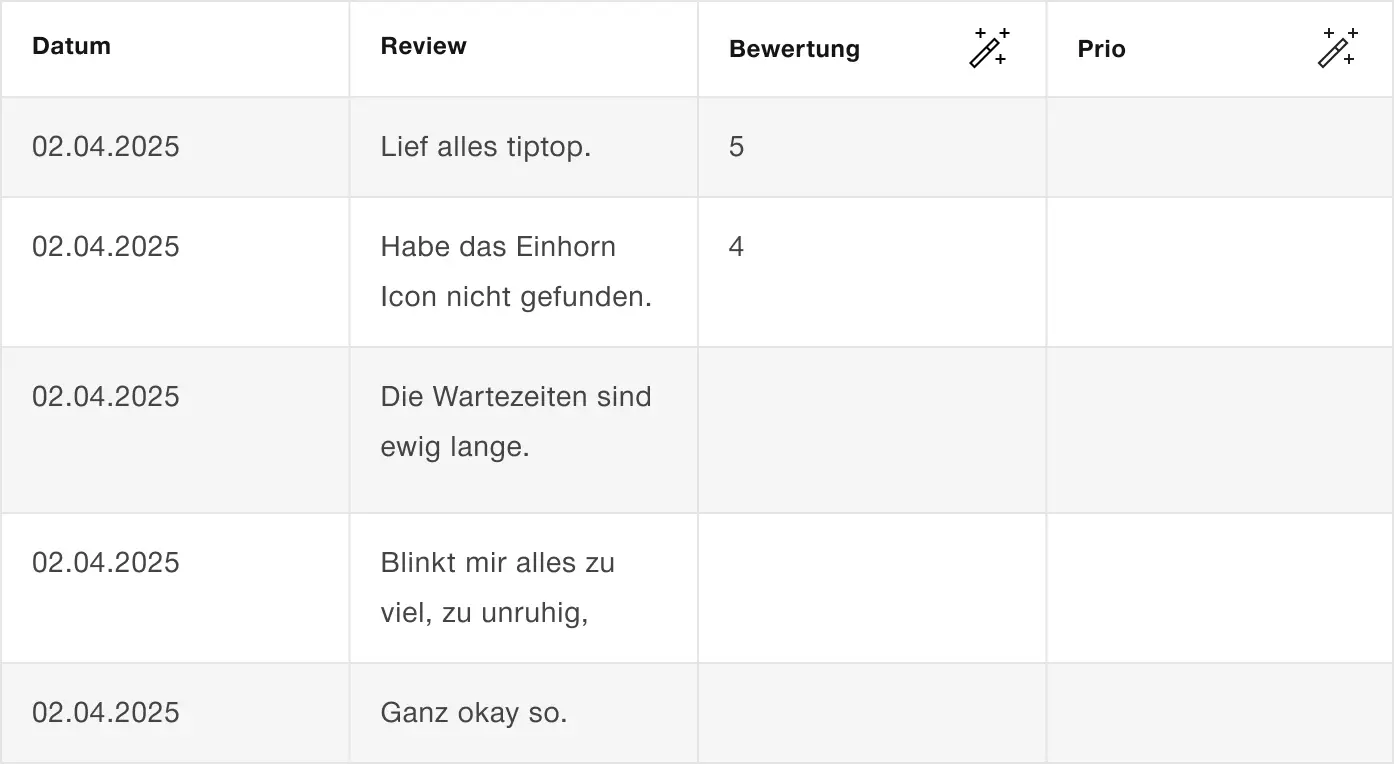 Datum Review Bewertung Prio
02.04.2025 Lief alles tiptop. 5
02.04.2025 Habe das Einhorn 4
Icon nicht gefunden.
02.04.2025 Die Wartezeiten sind
ewig lange.
02.04.2025 Blinkt mir alles zu
viel, zu unruhig,
02.04.2025 Ganz okay so.